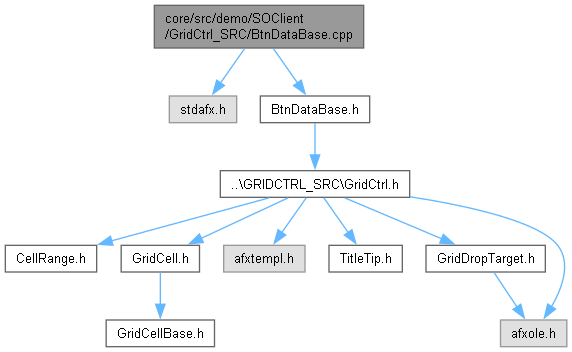 core/src/demo/SOClient
/GridCtrl_SRC/BtnDataBase.cpp
stdafx.h
BtnDataBase.h
..\GRIDCTRL_SRC\GridCtrl.h
CellRange.h
GridCell.h
afxtempl.h
TitleTip.h
GridDropTarget.h
GridCellBase.h
afxole.h